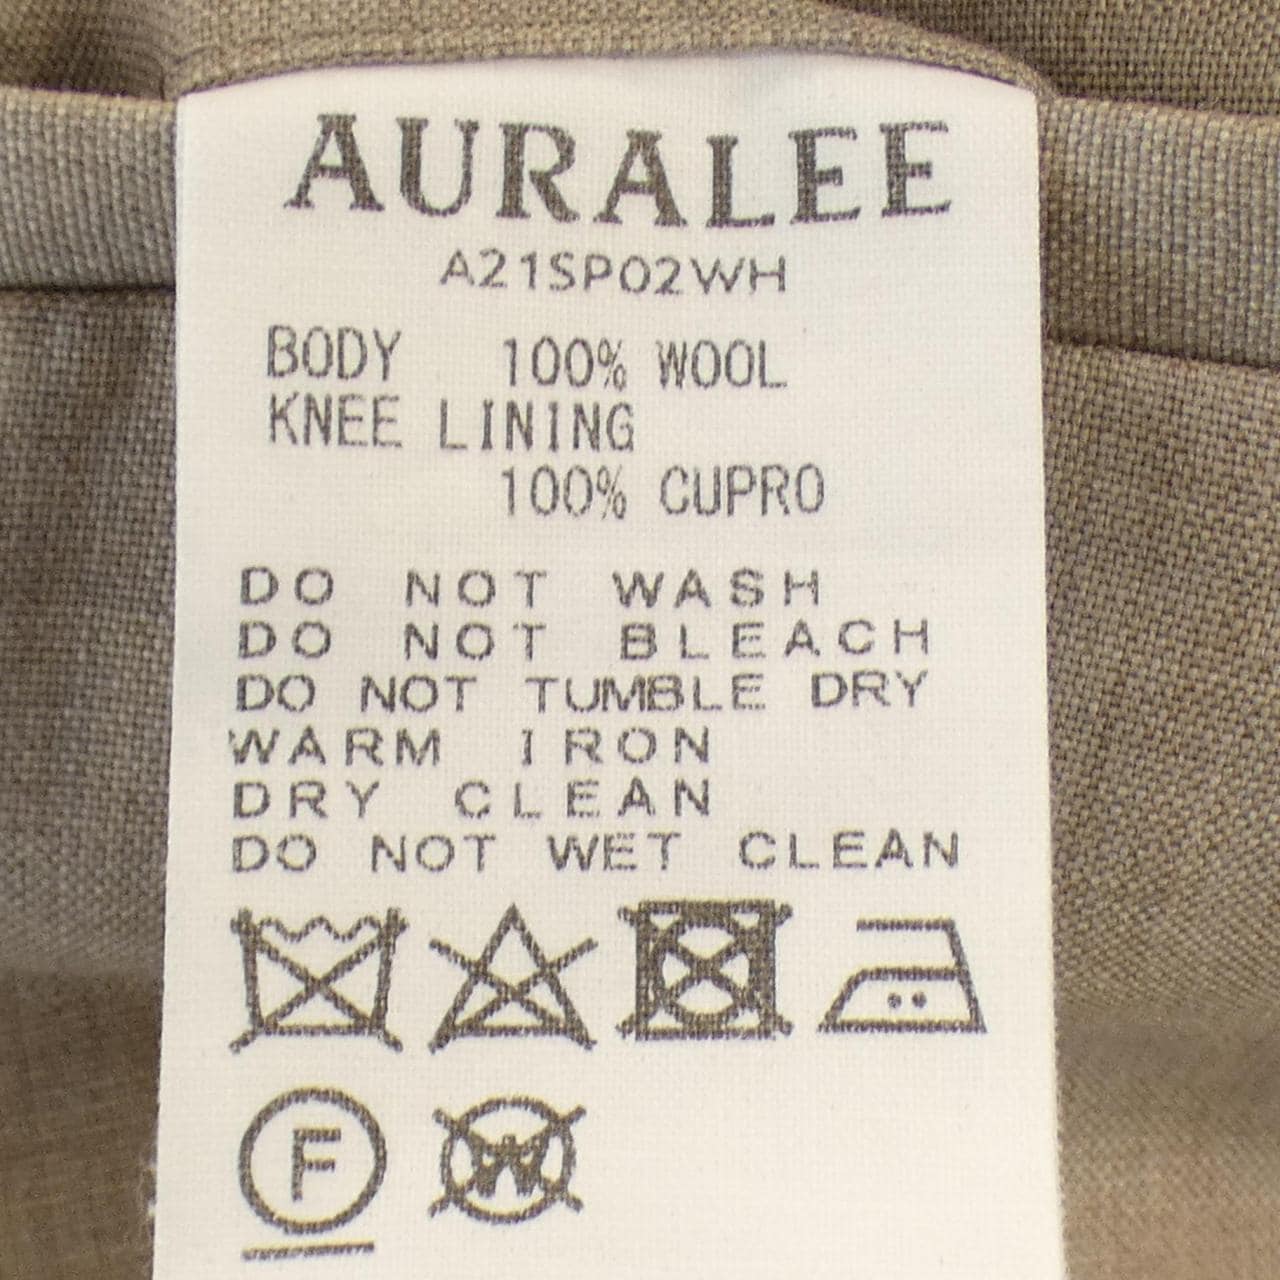 AURALEE
A21SP02WH
BODY 100% WOOL
KNEE LINING
100% CUPRO
DO NOT WASH
DO NOT BLEACH
DO NOT TUMBLE DRY
WARM IRON
DRY CLEAN
DO NOT WET CLEAN
F W